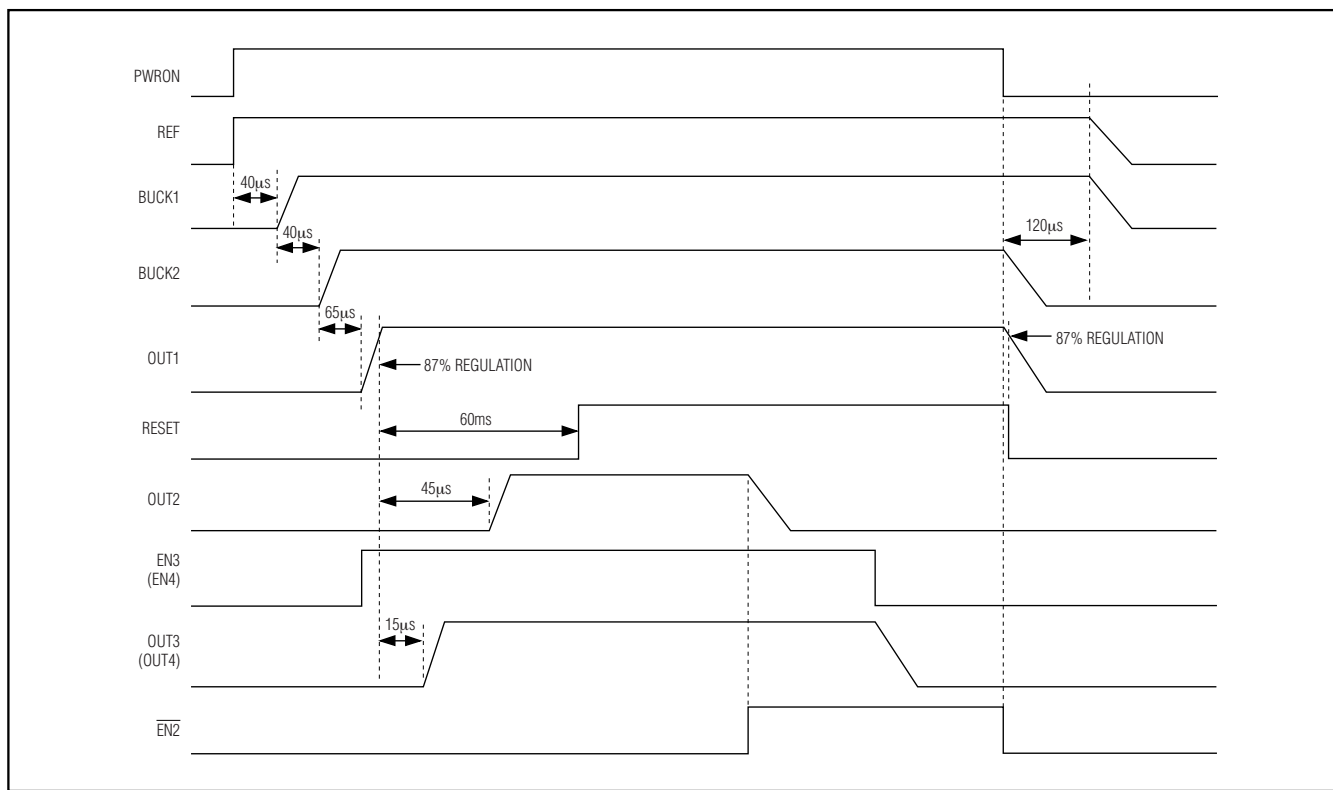 PWRON
REF
40μs
BUCK1
40μs
120μs
BUCK2
65μs
87% REGULATION
OUT1
87% REGULATION
60ms
RESET
45μs
OUT2
EN3
(EN4)
15μs
OUT3
(OUT4)
EN2